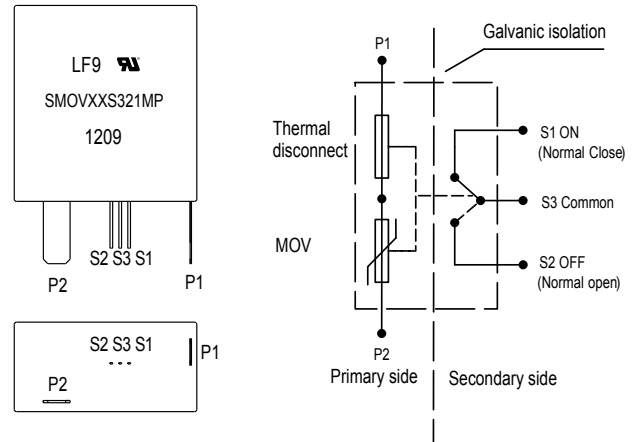 LF9
SMOVXXS321MP
1209
S2 S3 S1
P2
P1
S2 S3 S1
P1
P2
Galvanic isolation
P1
Thermal
disconnect
S1 ON
(Normal Close)
S3 Common
MOV
S2 OFF
(Normal open)
P2
Primary side
Secondary side